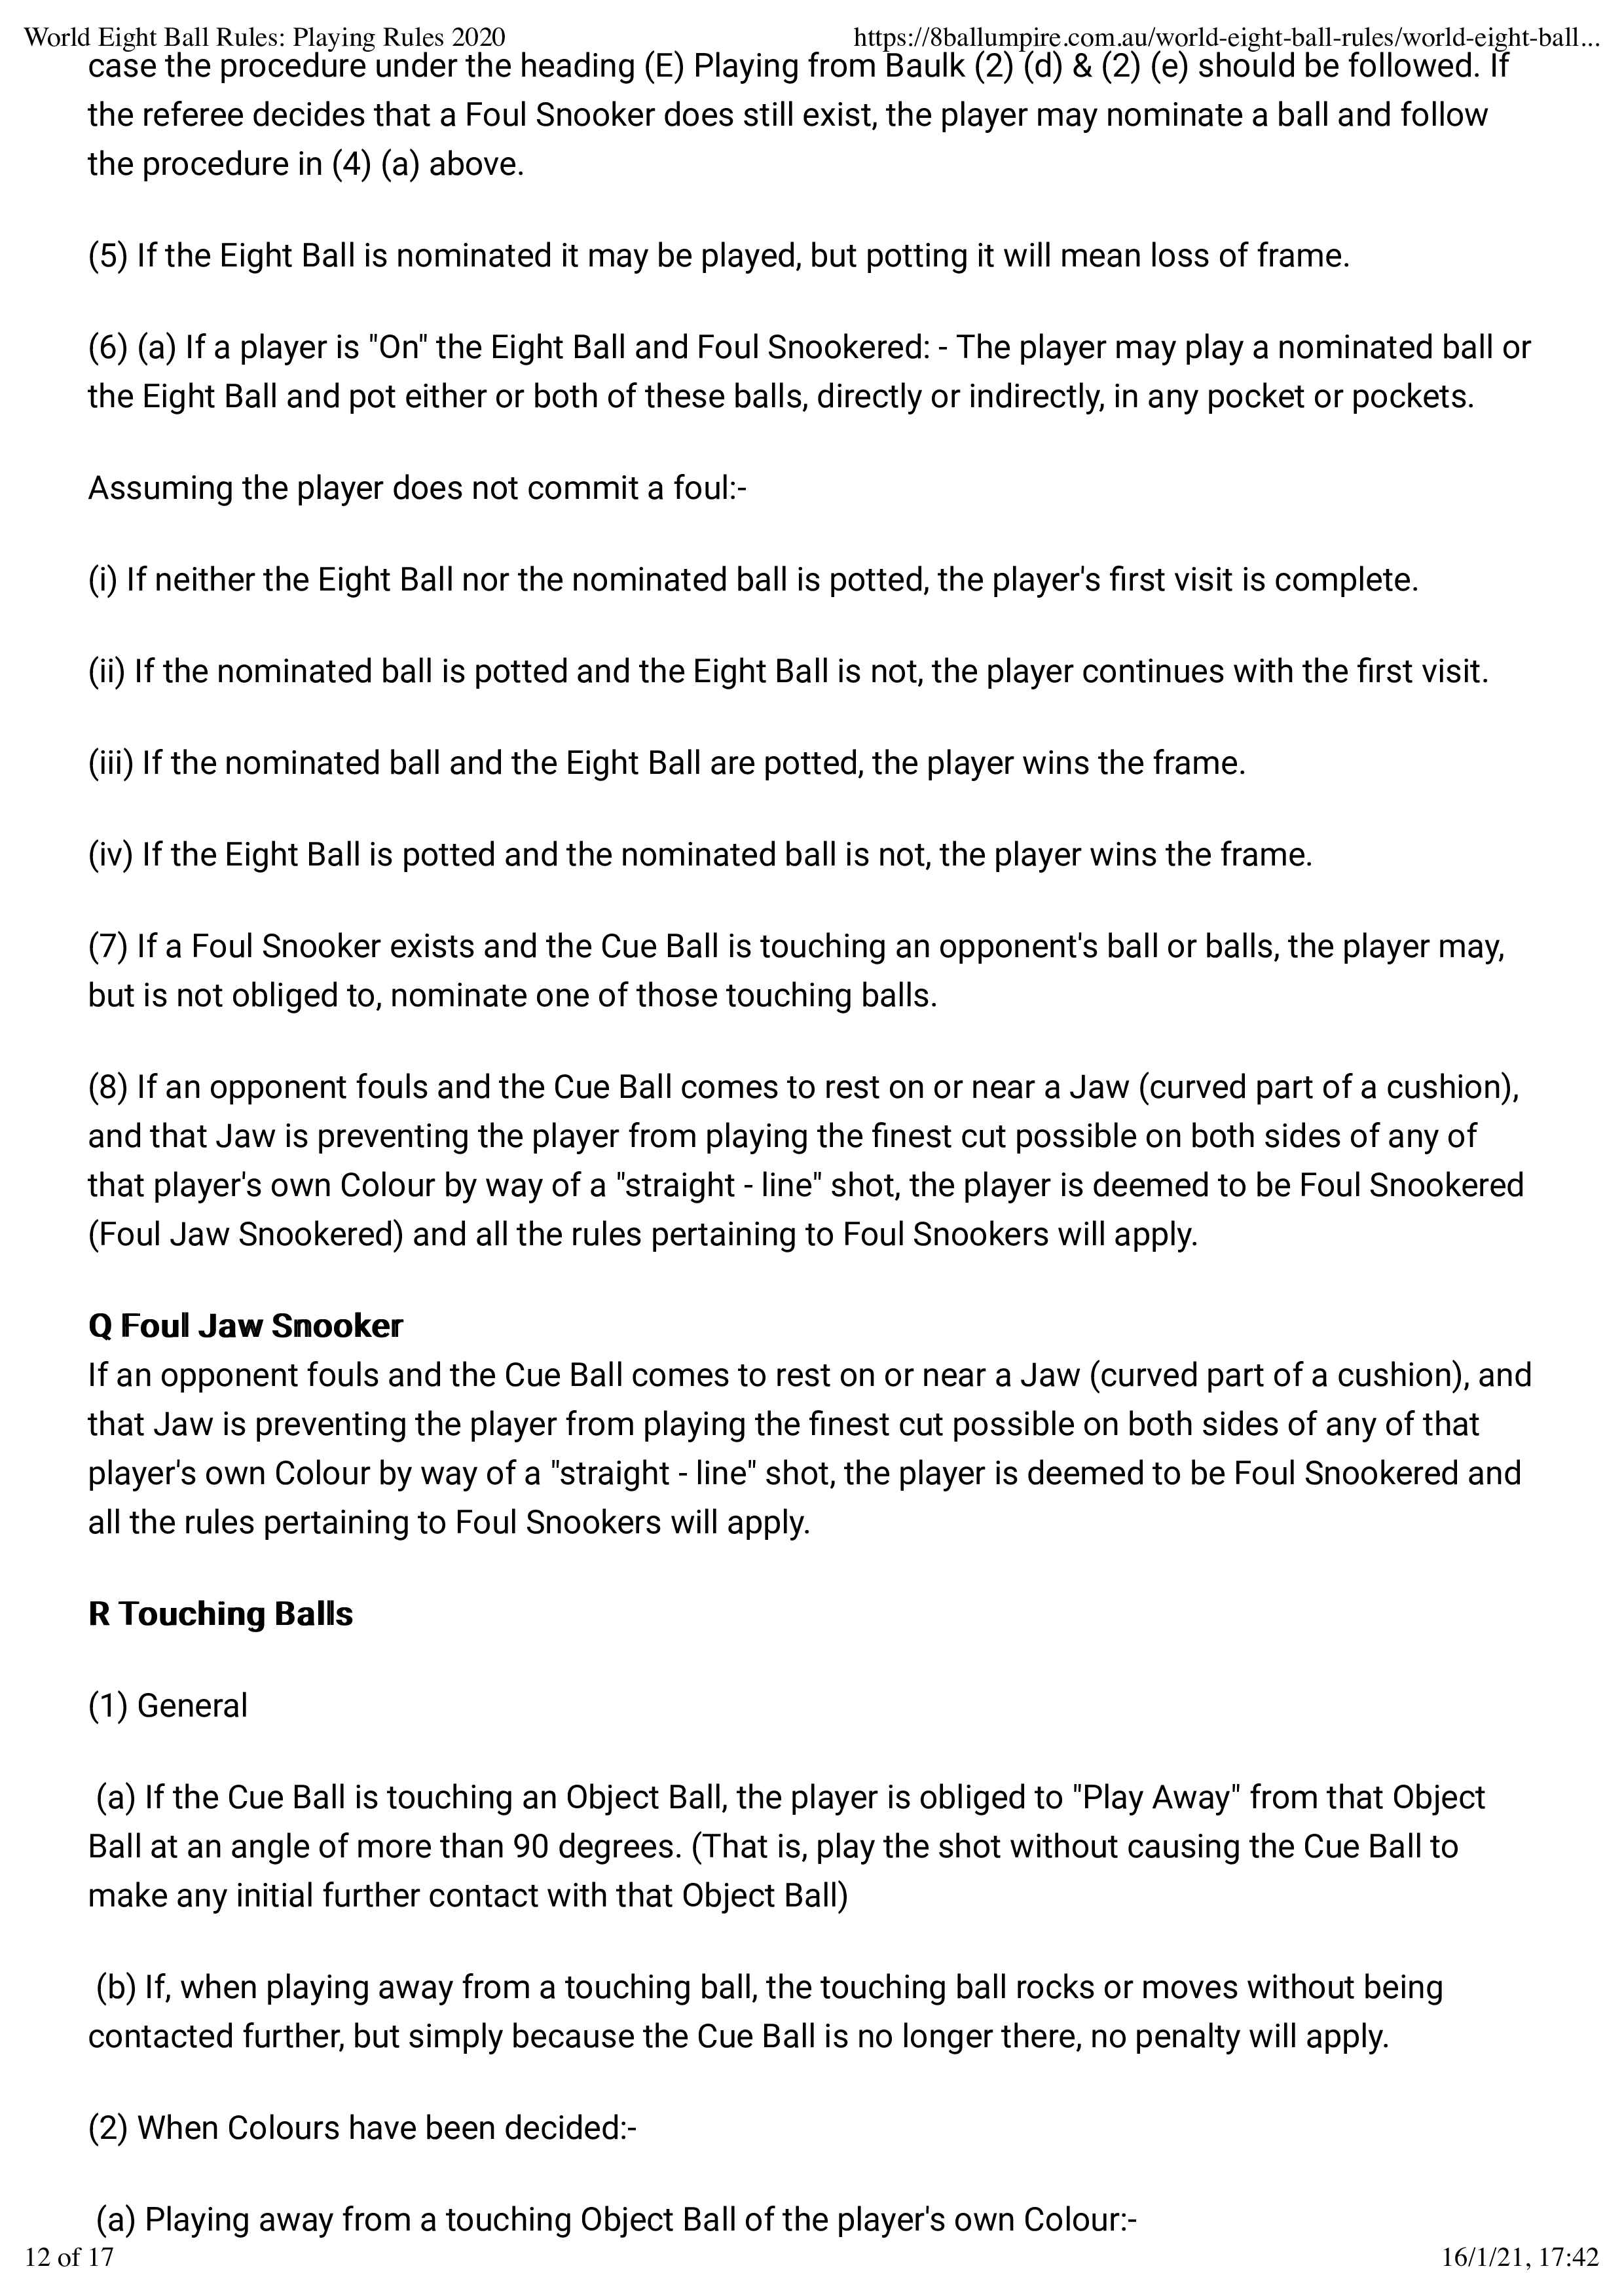 World Eight Ball Rules: Playing Rules 2020
https://8ballumpire.com.au/world-eight-ball-rules/world-eight-ball...
case the procedure under the heading (E) Playing from Baulk (2) (d) & (2) (e) should be followed. If
the referee decides that a Foul Snooker does still exist, the player may nominate a ball and follow
the procedure in (4) (a) above.
(5) If the Eight Ball is nominated it may be played, but potting it will mean loss of frame.
(6) (a) If a player is "On" the Eight Ball and Foul Snookered: - The player may play a nominated ball or
the Eight Ball and pot either or both of these balls, directly or indirectly, in any pocket or pockets.
Assuming the player does not commit a foul:-
(i) If neither the Eight Ball nor the nominated ball is potted, the player's first visit is complete.
(ii) If the nominated ball is potted and the Eight Ball is not, the player continues with the first visit.
(iii) If the nominated ball and the Eight Ball are potted, the player wins the frame.
(iv) If the Eight Ball is potted and the nominated ball is not, the player wins the frame.
(7) If a Foul Snooker exists and the Cue Ball is touching an opponent's ball or balls, the player may,
but is not obliged to, nominate one of those touching balls.
(8) If an opponent fouls and the Cue Ball comes to rest on or near a Jaw (curved part of a cushion),
and that Jaw is preventing the player from playing the finest cut possible on both sides of any of
that player's own Colour by way of a "straight - line" shot, the player is deemed to be Foul Snookered
(Foul Jaw Snookered) and all the rules pertaining to Foul Snookers will apply.
Q Foul Jaw Snooker
If an opponent fouls and the Cue Ball comes to rest on or near a Jaw (curved part of a cushion), and
that Jaw is preventing the player from playing the finest cut possible on both sides of any of that
player's own Colour by way of a "straight - line" shot, the player is deemed to be Foul Snookered and
all the rules pertaining to Foul Snookers will apply.
R Touching Balls
(1) General
(a) If the Cue Ball is touching an Object Ball, the player is obliged to "Play Away" from that Object
Ball at an angle of more than 90 degrees. (That is, play the shot without causing the Cue Ball to
make any initial further contact with that Object Ball)
(b) If, when playing away from a touching ball, the touching ball rocks or moves without being
contacted further, but simply because the Cue Ball is no longer there, no penalty will apply.
(2) When Colours have been decided:-
(a) Playing away from a touching Object Ball of the player's own Colour:-
12 of 17
16/1/21, 17:42